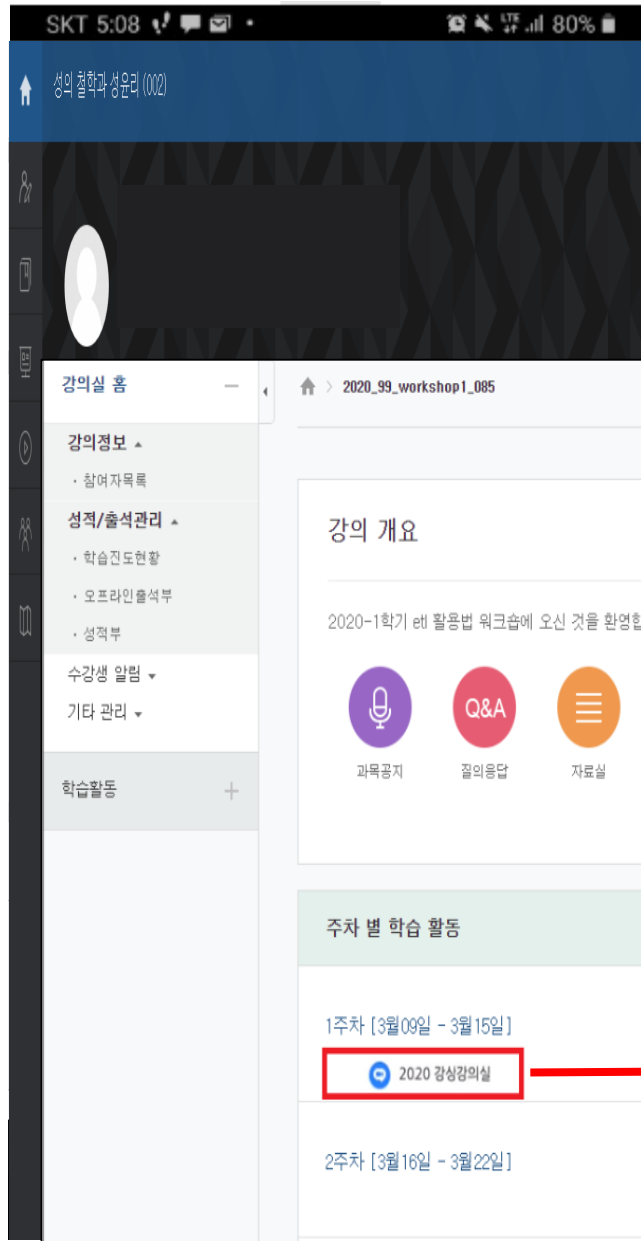 SKT 5:08
LTE 80%
성의 철학과 성윤리 (002)
강의실 홈
2020_99_workshop1_085
강의정보
· 참여자목록
성적/출석관리
· 학습진도현황
· 오프라인출석부
· 성적부
수강생 알림
기타 관리
학습활동
강의 개요
2020-1학기 etl 활용법 워크숍에 오신 것을 환영합
Q&A
과목공지
질의응답
자료실
주차 별 학습 활동
1주차 [3월09일 - 3월15일]
2020 강싱강의실
2주차 [3월16일 - 3월22일]